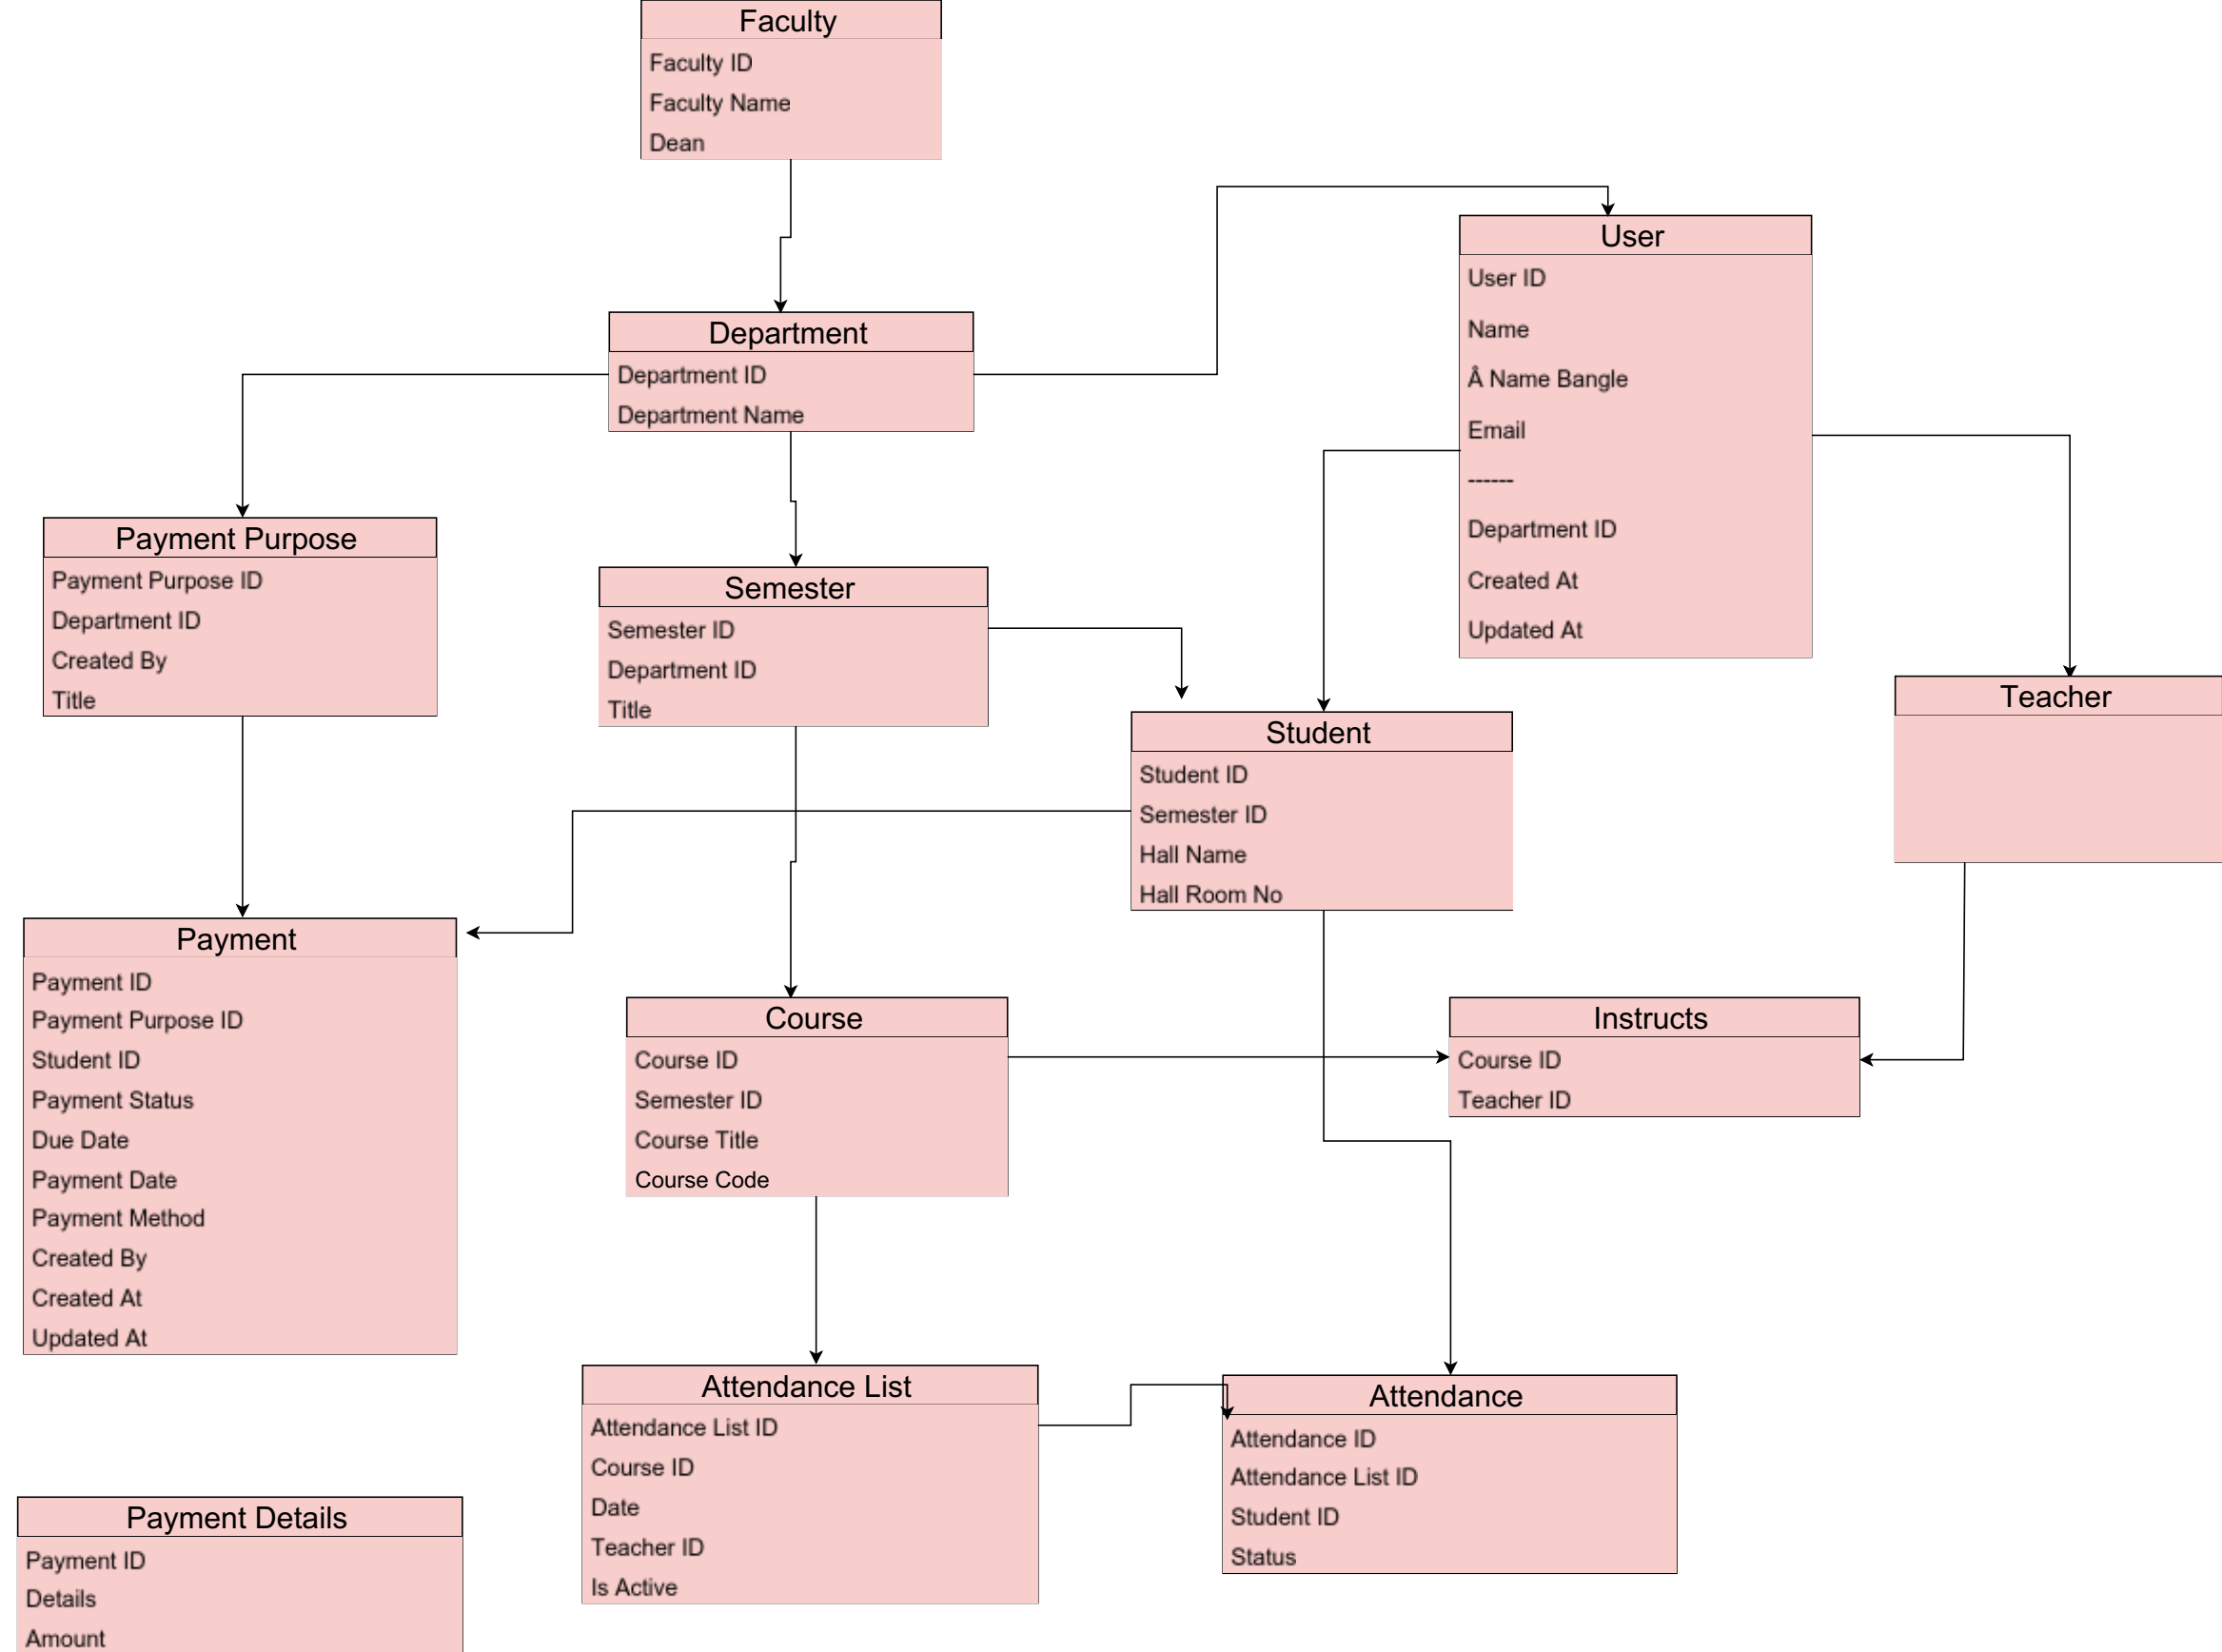 Faculty
Faculty ID
Faculty Name
Dean
User
User ID
Name
Â Name Bangle
Email
------
Department ID
Created At
Updated At
Department
Department ID
Department Name
Payment Purpose
Payment Purpose ID
Department ID
Created By
Title
Semester
Semester ID
Department ID
Title
Teacher
Student
Student ID
Semester ID
Hall Name
Hall Room No
Payment
Payment ID
Payment Purpose ID
Student ID
Payment Status
Due Date
Payment Date
Payment Method
Created By
Created At
Updated At
Course
Course ID
Semester ID
Course Title
Course Code
Instructs
Course ID
Teacher ID
Attendance List
Attendance List ID
Course ID
Date
Teacher ID
Is Active
Attendance
Attendance ID
Attendance List ID
Student ID
Status
Payment Details
Payment ID
Details
Amount